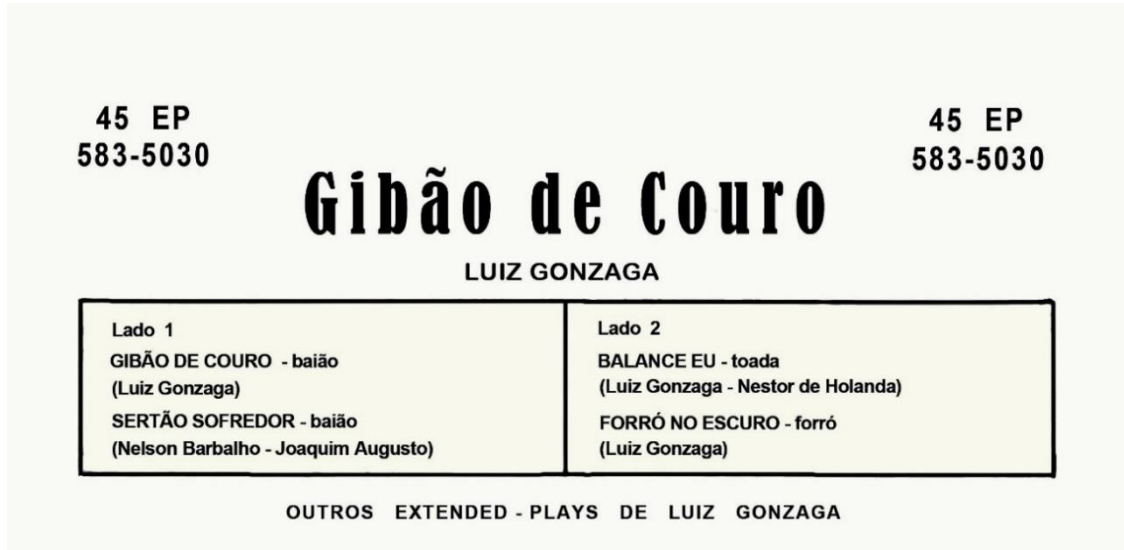 45 EP
583-5030
45 EP
583-5030
Gibão de Couro
LUIZ GONZAGA
Lado 1
GIBÃO DE COURO - baião
(Luiz Gonzaga)
SERTÃO SOFREDOR - baião
(Nelson Barbalho - Joaquim Augusto)
Lado 2
BALANCE EU - toada
(Luiz Gonzaga - Nestor de Holanda)
FORRÓ NO ESCURO - forró
(Luiz Gonzaga)
OUTROS EXTENDED - PLAYS DE LUIZ GONZAGA